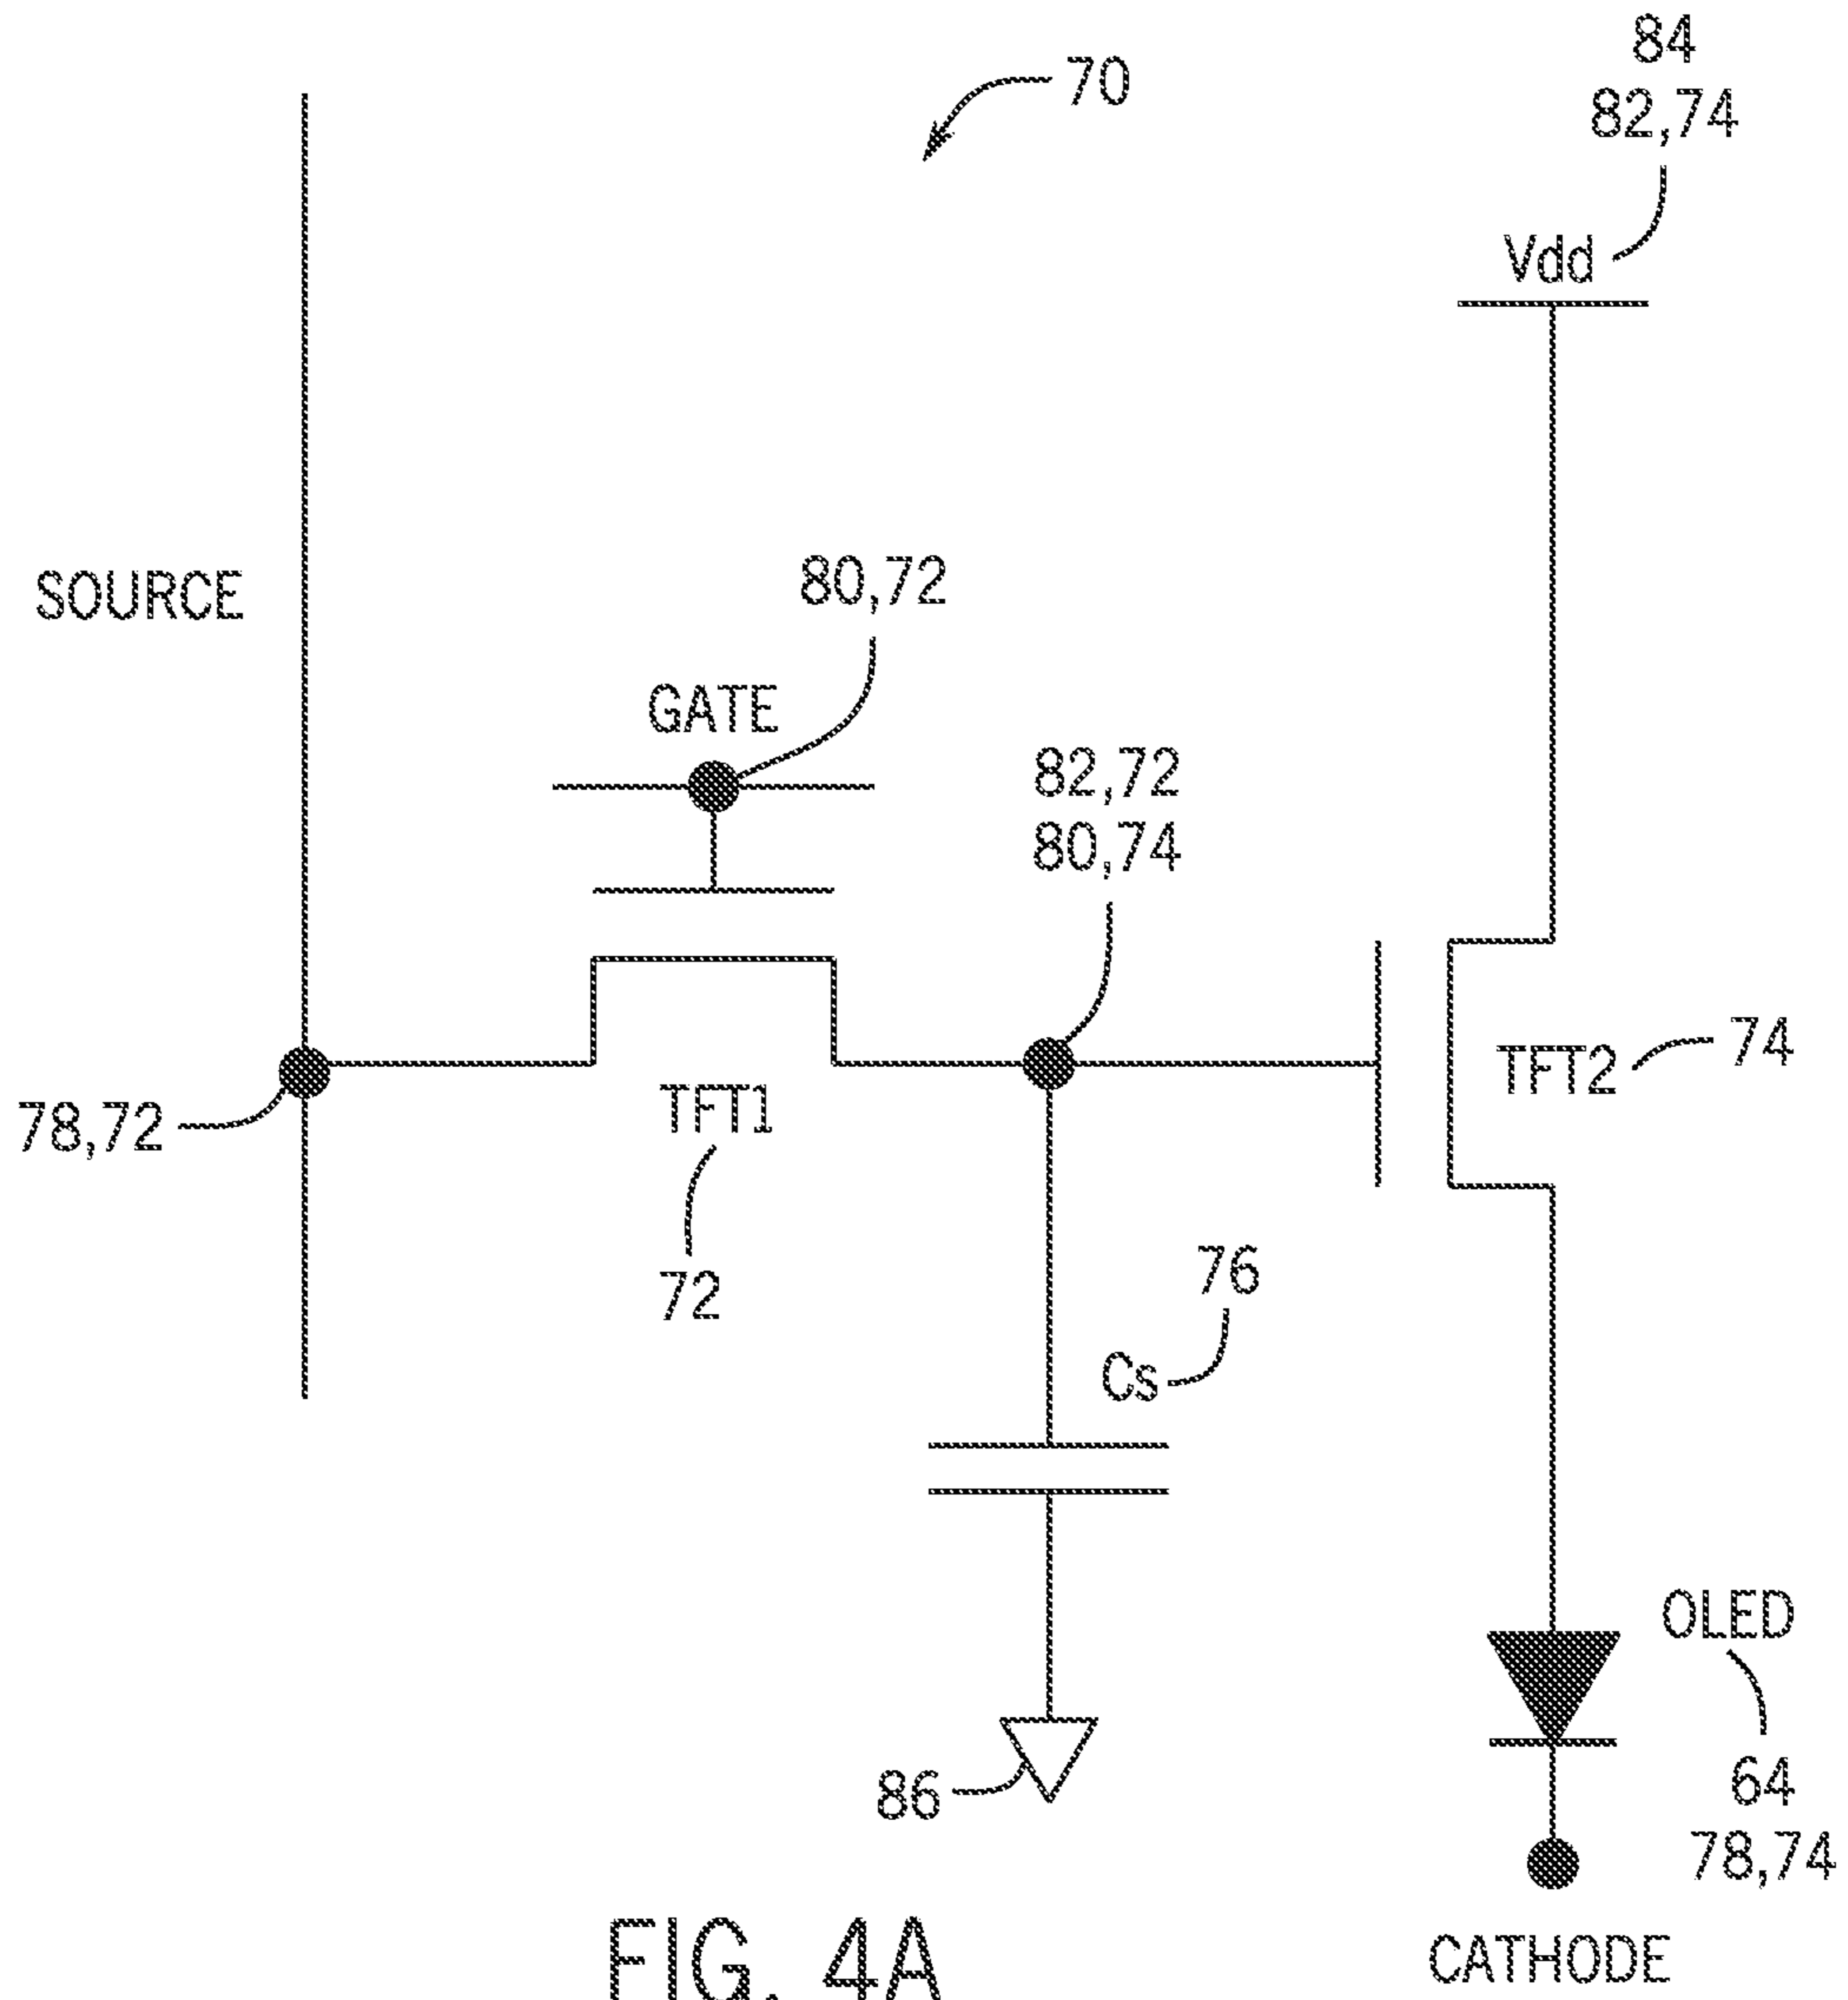 84
70
82,74
Vdd
80,72
SOURCE
GATE
82,72
80,74
74
TFT2
78,72
TFT1
76
72
Cs
OLED
64
86
78,74
CATHODE
FIG. 4A